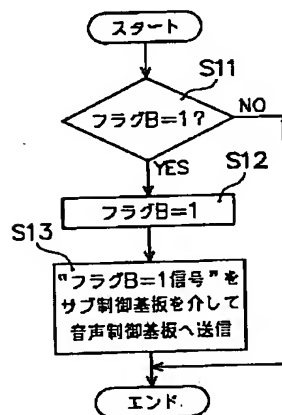 スタート
S11
フラグB=1?
NO
YES
S12
フラグB=1
S13
"フラグB=1信号"を
サブ制御基板を介して
音声制御基板へ送信
エンド.